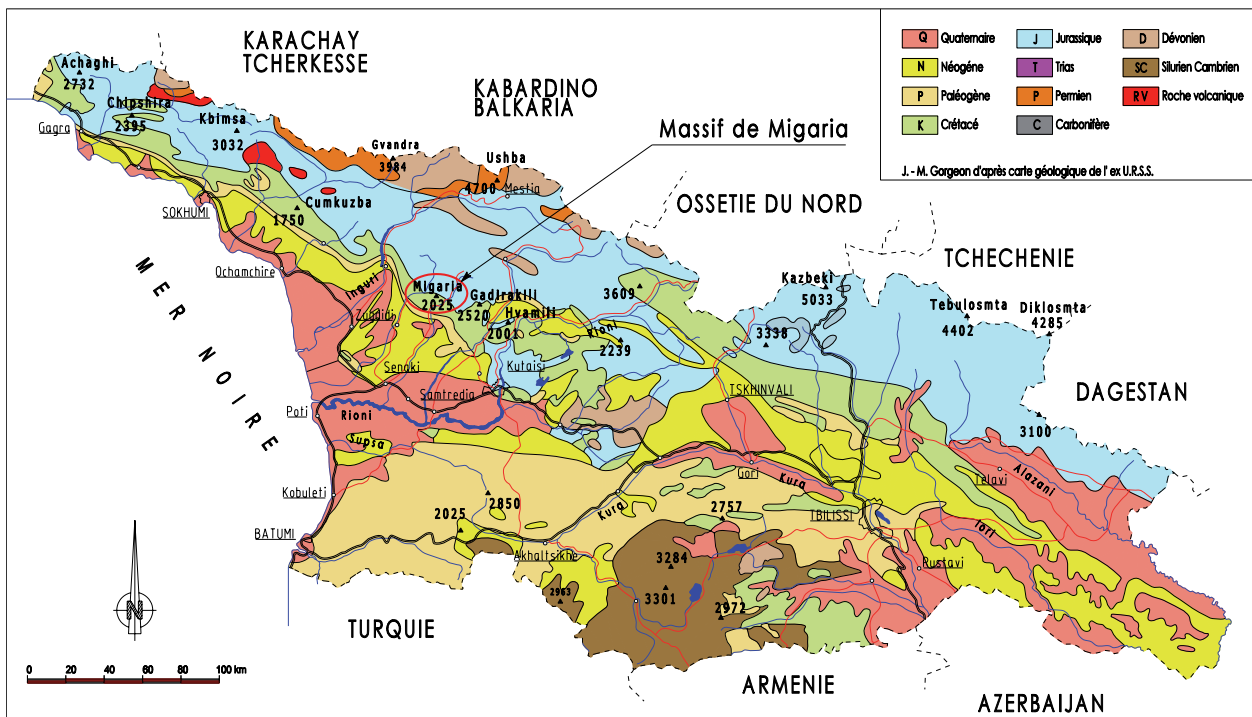 KARACHAY
TCHERKESSE
KABARDINO
BALKARIA
Massif de Migaria
OSSETIE DU NORD
TCHECHENIE
DAGESTAN
MER NOIRE
TURQUIE
ARMENIE
AZERBAIJAN
Q Quaternaire
N Néogéne
P Paléogène
K Crétacé
J Jurassique
T Trias
P Permien
C Carbonifère
D Dévonien
SC Silurien Cambrien
RV Roche volcanique
J. - M. Gorgeon d'après carte géologique de l' ex U.R.S.S.
Achaghi
2732
Chipshira
2395
Gagra
Kbimsa
3032
Gvandra
3984
Ushba
4700
Mestia
Cumkuzba
1750
SOKHUMI
Ochamchire
Inguri
Zugdidi
Migaria
2025
Gadirakili
2520
Hvamili
2001
3609
Rioni
2239
3338
Kazbeki
5033
Tebulosmta
4402
Diklosmta
4285
3100
Senaki
Samtredia
Kutaisi
TSKHINVALI
Poti
Rioni
Supsa
Gori
Kura
Telavi
Alazani
Kobuleti
2850
2025
Kura
2757
TBILISSI
Iori
BATUMI
Akhaltsikhe
3284
Rustavi
2963
3301
2972
N
0 20 40 60 80 100 km